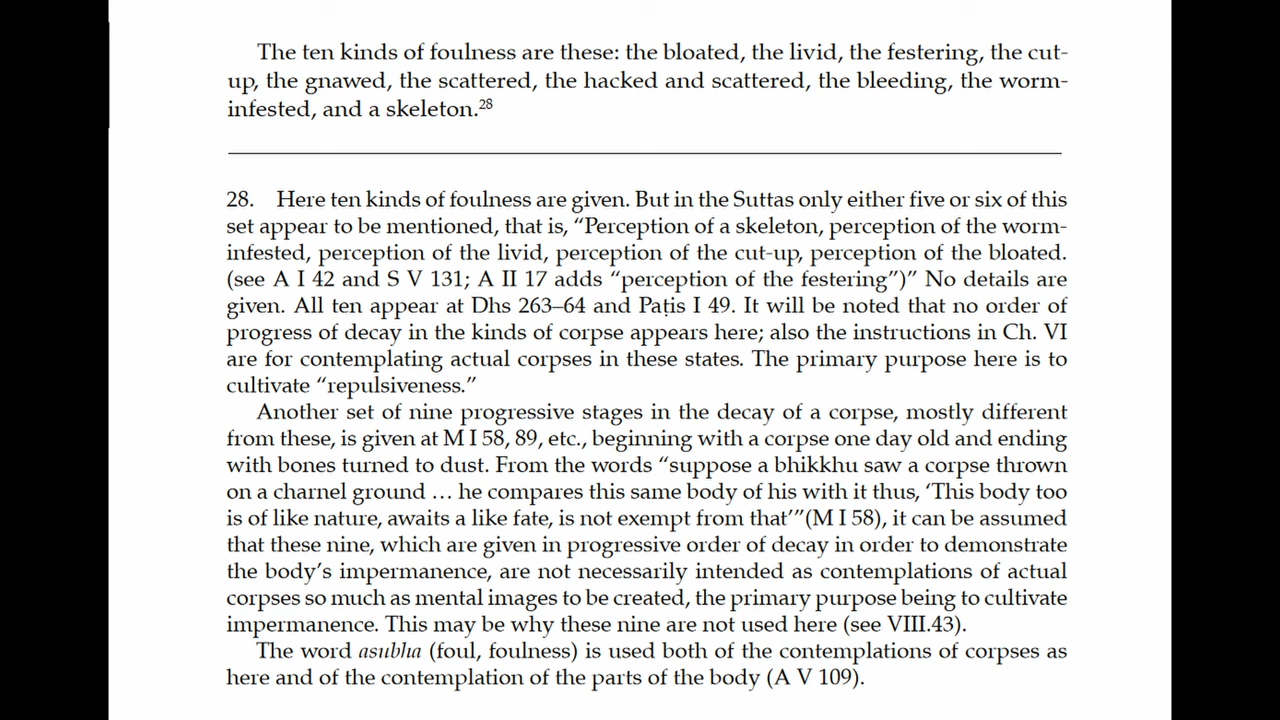 The ten kinds of foulness are these: the bloated, the livid, the festering, the cut-
up, the gnawed, the scattered, the hacked and scattered, the bleeding, the worm-
infested, and a skeleton.28
28. Here ten kinds of foulness are given. But in the Suttas only either five or six of this
set appear to be mentioned, that is, “Perception of a skeleton, perception of the worm-
infested, perception of the livid, perception of the cut-up, perception of the bloated.
(see A I 42 and S V 131; A II 17 adds “perception of the festering”)” No details are
given. All ten appear at Dhs 263–64 and Paṭis I 49. It will be noted that no order of
progress of decay in the kinds of corpse appears here; also the instructions in Ch. VI
are for contemplating actual corpses in these states. The primary purpose here is to
cultivate “repulsiveness.”
Another set of nine progressive stages in the decay of a corpse, mostly different
from these, is given at M I 58, 89, etc., beginning with a corpse one day old and ending
with bones turned to dust. From the words “suppose a bhikkhu saw a corpse thrown
on a charnel ground … he compares this same body of his with it thus, ‘This body too
is of like nature, awaits a like fate, is not exempt from that’”(M I 58), it can be assumed
that these nine, which are given in progressive order of decay in order to demonstrate
the body’s impermanence, are not necessarily intended as contemplations of actual
corpses so much as mental images to be created, the primary purpose being to cultivate
impermanence. This may be why these nine are not used here (see VIII.43).
The word asubha (foul, foulness) is used both of the contemplations of corpses as
here and of the contemplation of the parts of the body (A V 109).